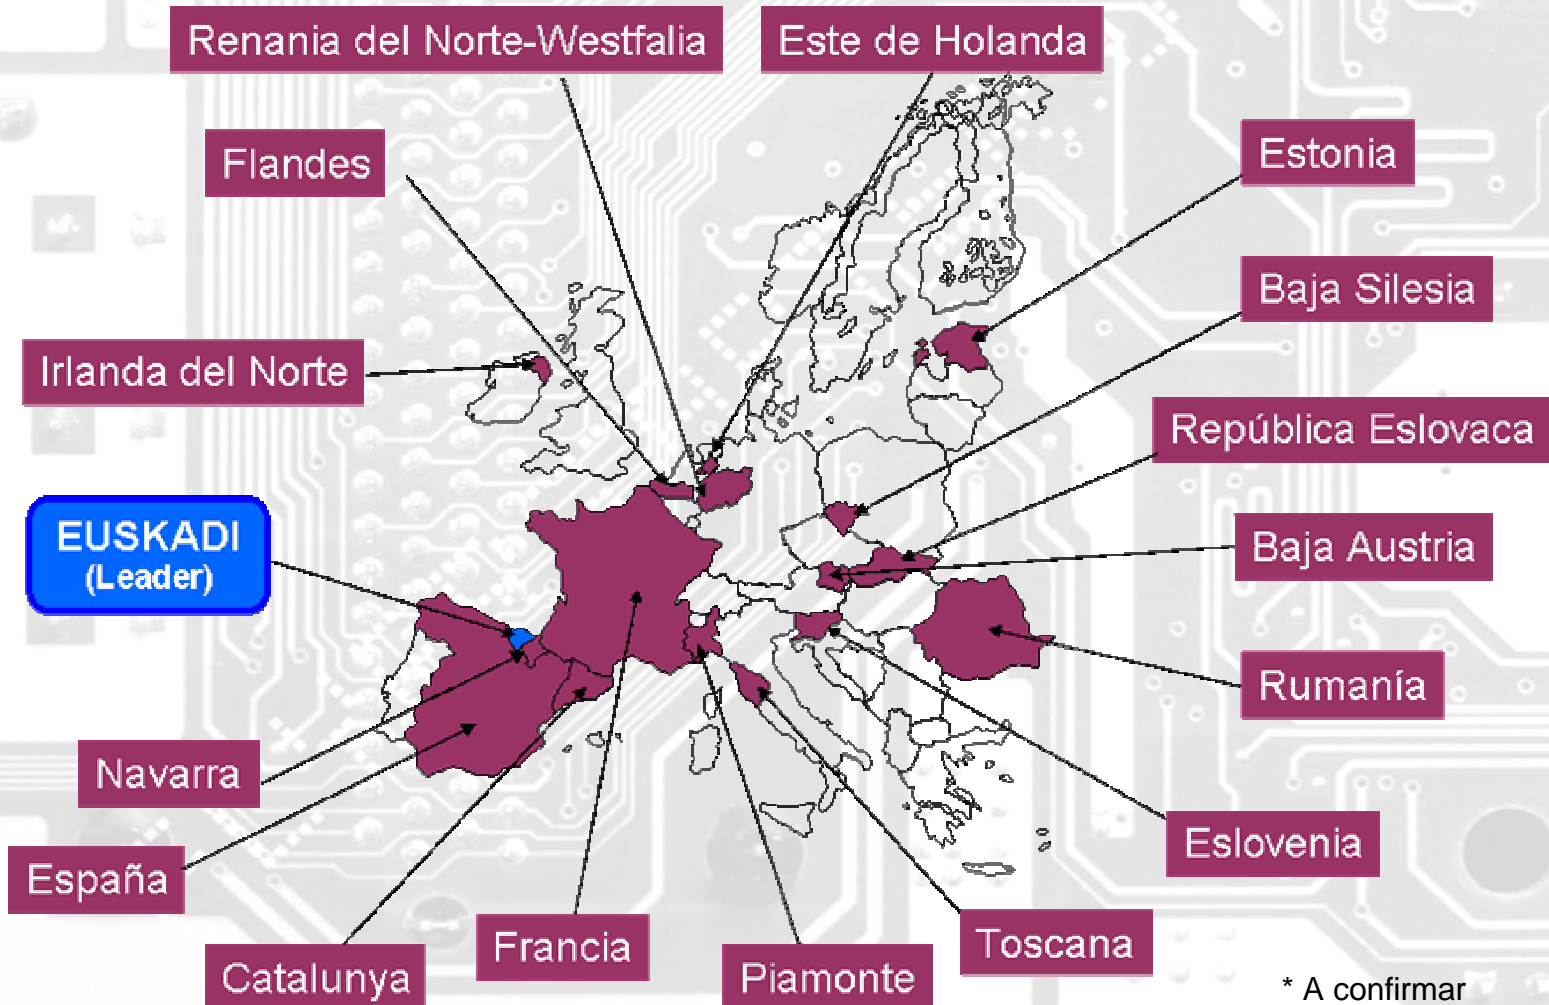 Renania del Norte-Westfalia
Este de Holanda
Flandes
Estonia
Baja Silesia
Irlanda del Norte
República Eslovaca
EUSKADI
(Leader)
Baja Austria
Rumanía
Navarra
Eslovenia
España
Francia
Toscana
Catalunya
Piamonte
* A confirmar